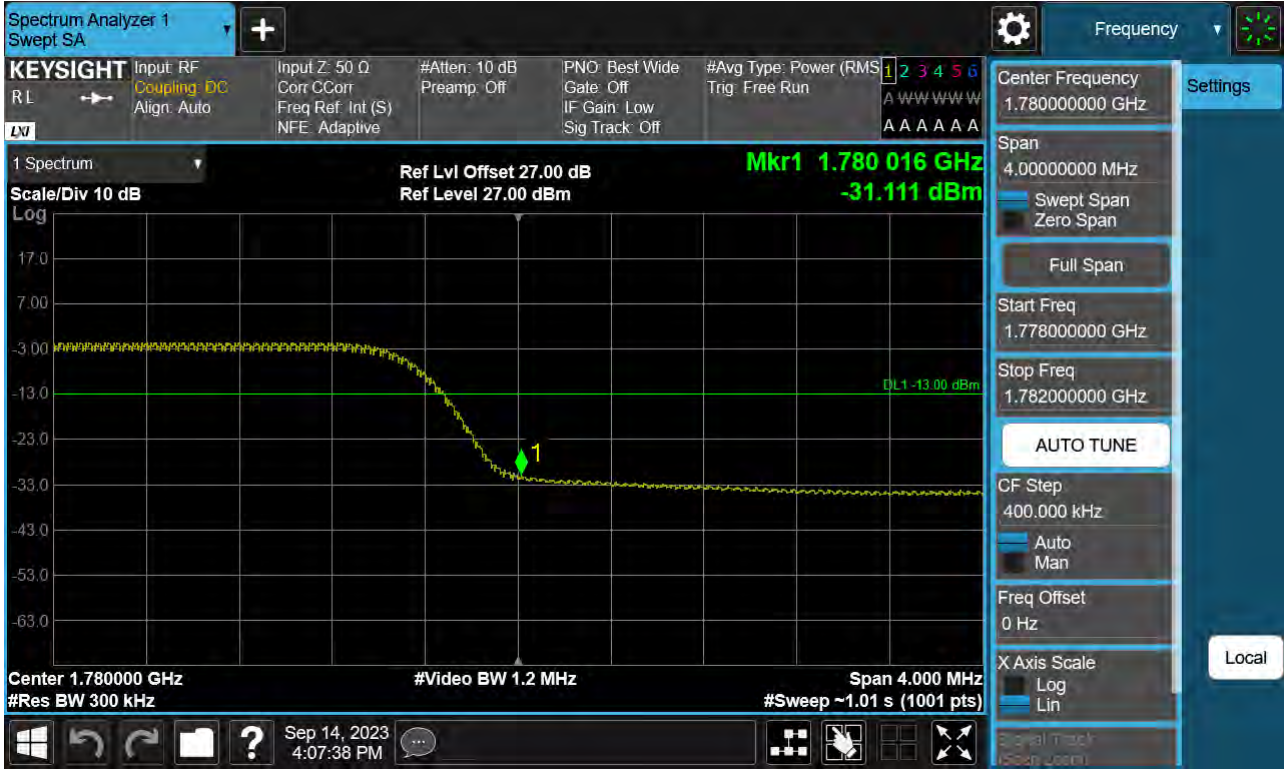 Spectrum Analyzer 1
Swept SA
+
Frequency
KEYSIGHT
RL
LXI
Input: RF
Coupling: DC
Align: Auto
Input Z: 50 Ω
Corr CCorr
Freq Ref: Int (S)
NFE: Adaptive
#Atten: 10 dB
Preamp: Off
PNO: Best Wide
Gate: Off
IF Gain: Low
Sig Track: Off
#Avg Type: Power (RMS
Trig: Free Run
1 2 3 4 5 6
A W W W W W
A A A A A A
1 Spectrum
Scale/Div 10 dB
Log
Ref Lvl Offset 27.00 dB
Ref Level 27.00 dBm
Mkr1 1.780 016 GHz
-31.111 dBm
17.0
7.00
-3.00
-13.0
-23.0
-33.0
-43.0
-53.0
-63.0
DL1 -13.00 dBm
1
Center 1.780000 GHz
#Res BW 300 kHz
#Video BW 1.2 MHz
Span 4.000 MHz
#Sweep ~1.01 s (1001 pts)
Center Frequency
1.780000000 GHz
Settings
Span
4.00000000 MHz
Swept Span
Zero Span
Full Span
Start Freq
1.778000000 GHz
Stop Freq
1.782000000 GHz
AUTO TUNE
CF Step
400.000 kHz
Auto
Man
Freq Offset
0 Hz
X Axis Scale
Log
Lin
Local
Signal Track
(Span Zoom)
?
Sep 14, 2023
4:07:38 PM